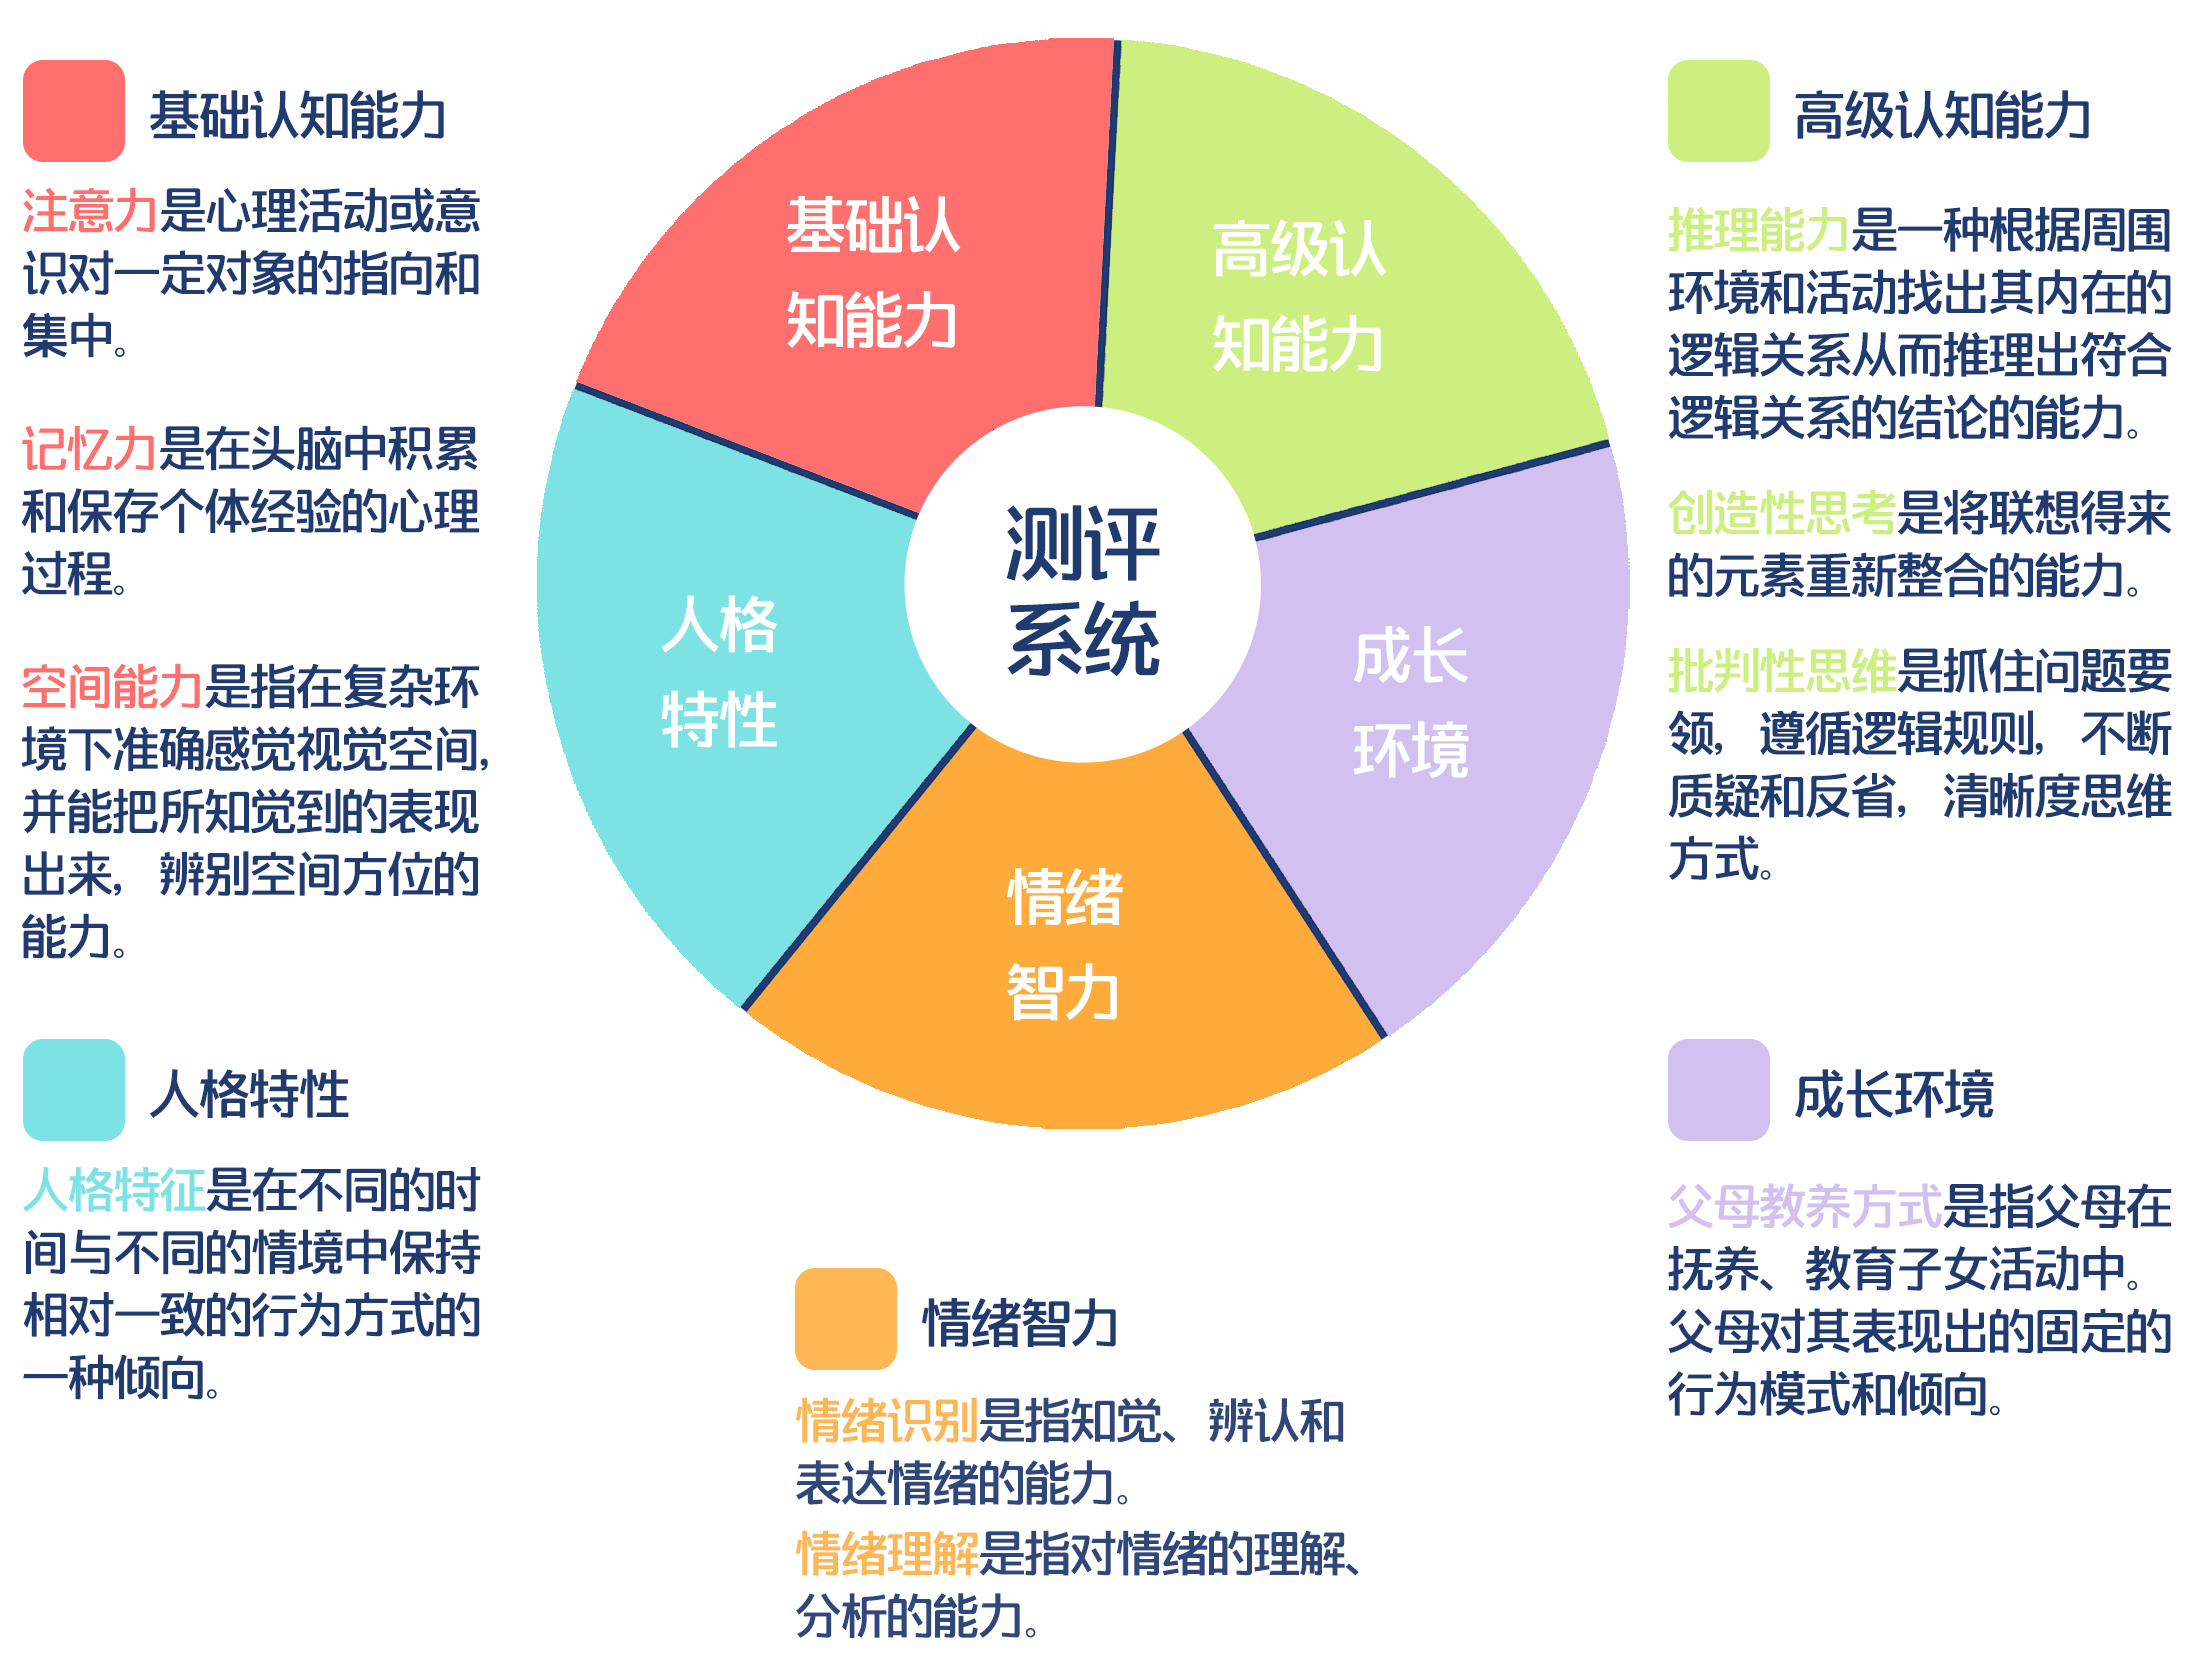 基础认知能力
注意力是心理活动或意
识对一定对象的指向和
集中。
记忆力是在头脑中积累
和保存个体经验的心理
过程。
空间能力是指在复杂环
境下准确感觉视觉空间,
并能把所知觉到的表现
出来，辨别空间方位的
能力。
人格特性
人格特征是在不同的时
间与不同的情境中保持
相对一致的行为方式的
一种倾向。
基础认
知能力
高级认
知能力
测评
系统
人格
特性
成长
环境
情绪
智力
情绪智力
情绪识别是指知觉、辨认和
表达情绪的能力。
情绪理解是指对情绪的理解、
分析的能力。
高级认知能力
推理能力是一种根据周围
环境和活动找出其内在的
逻辑关系从而推理出符合
逻辑关系的结论的能力。
创造性思考是将联想得来
的元素重新整合的能力。
批判性思维是抓住问题要
领，遵循逻辑规则，不断
质疑和反省，清晰度思维
方式。
成长环境
父母教养方式是指父母在
抚养、教育子女活动中。
父母对其表现出的固定的
行为模式和倾向。